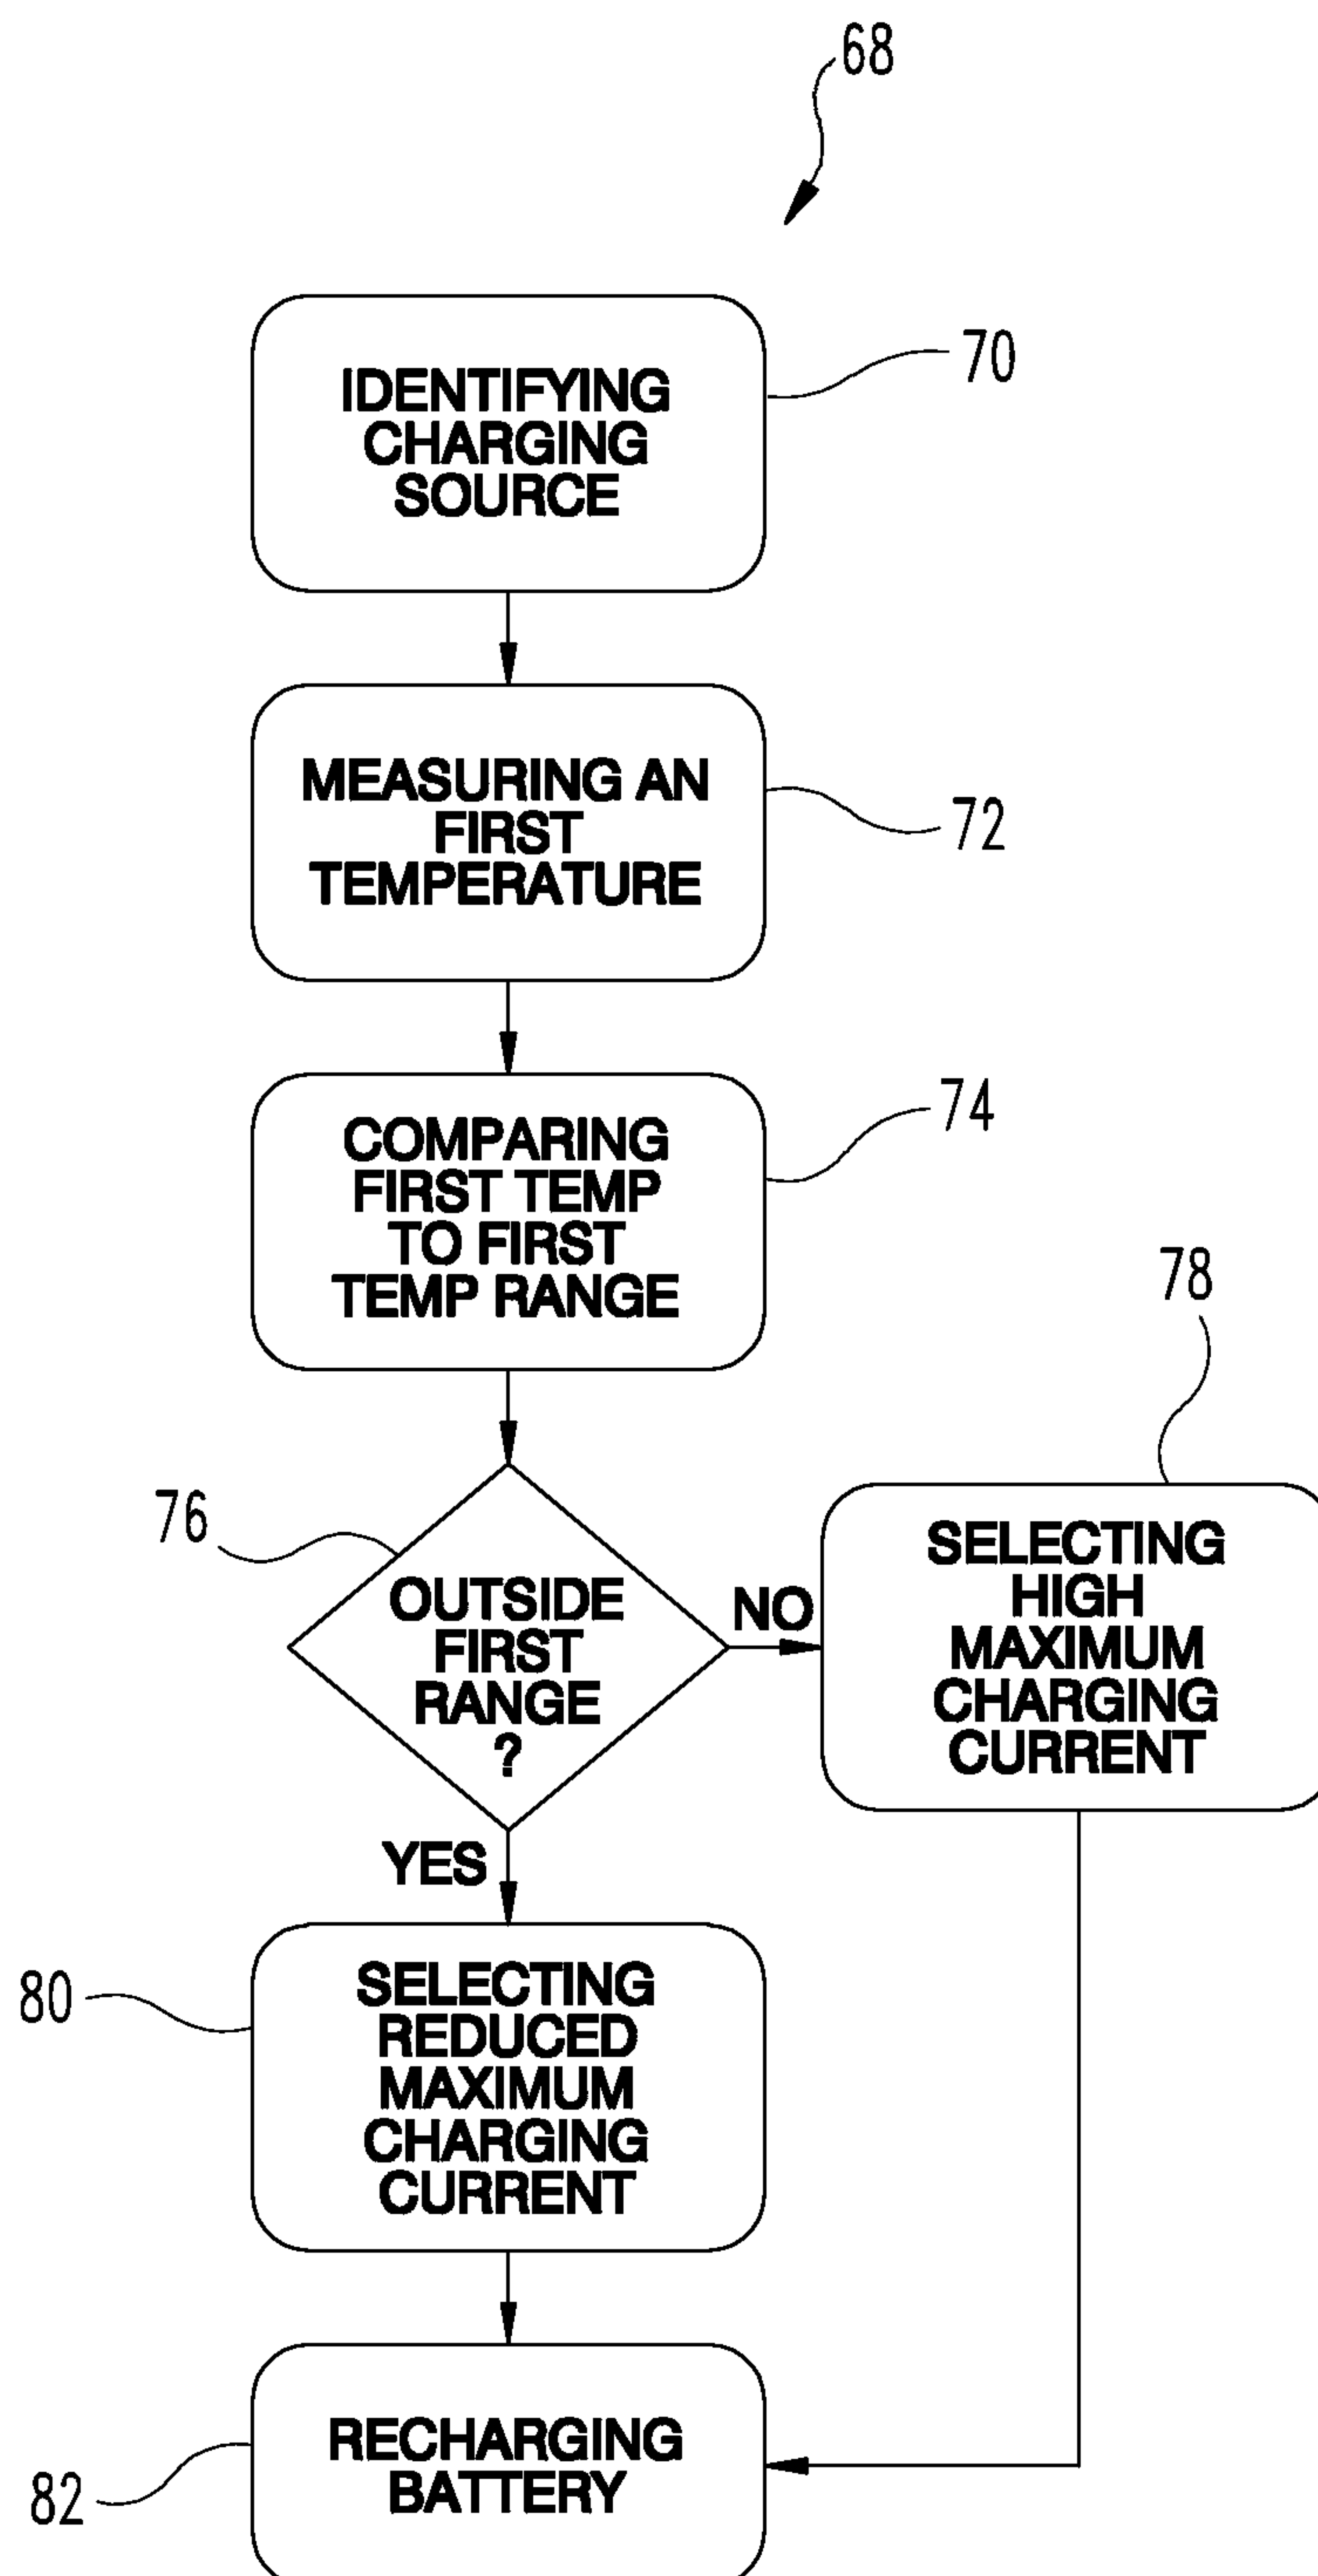 68
IDENTIFYING
CHARGING
SOURCE
70
MEASURING AN
FIRST
TEMPERATURE
72
COMPARING
FIRST TEMP
TO FIRST
TEMP RANGE
74
76
OUTSIDE
FIRST
RANGE
?
NO
78
SELECTING
HIGH
MAXIMUM
CHARGING
CURRENT
YES
80
SELECTING
REDUCED
MAXIMUM
CHARGING
CURRENT
82
RECHARGING
BATTERY